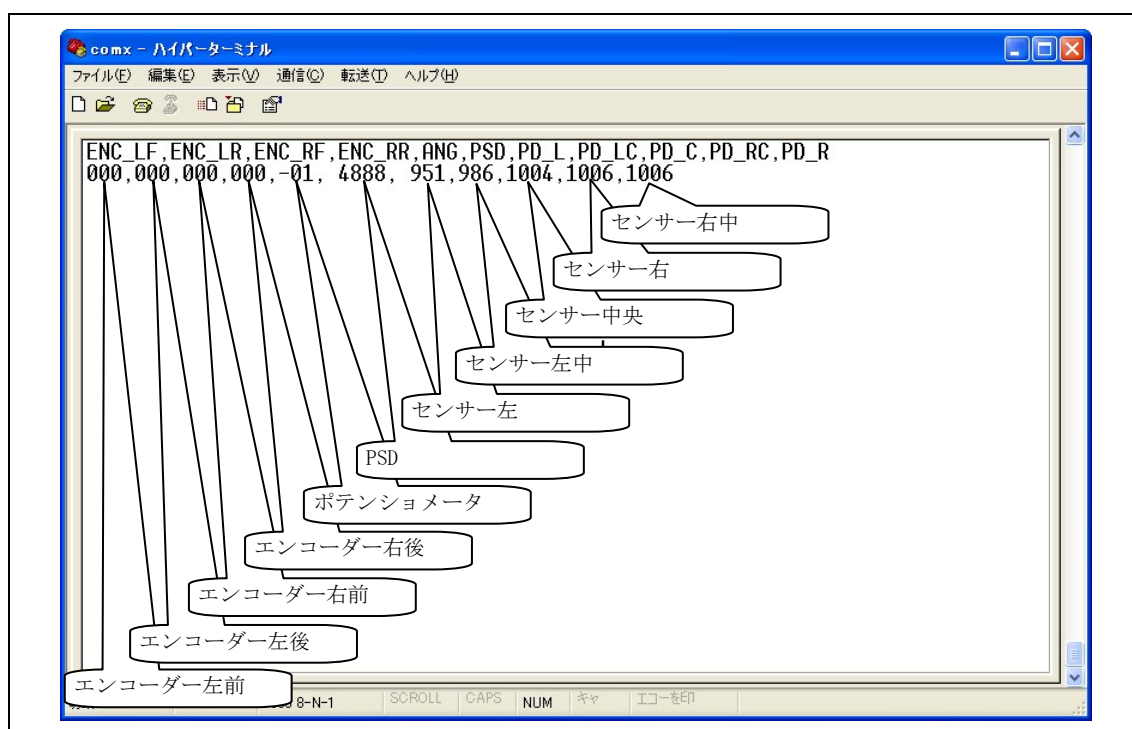 comx - ハイパーターミナル
ファイル(F) 編集(E) 表示(V) 通信(C) 転送(T) ヘルプ(H)
ENC_LF,ENC_LR,ENC_RF,ENC_RR,ANG,PSD,PD_L,PD_LC,PD_C,PD_RC,PD_R
000,000,000,000,-01, 4888, 951,986,1004,1006,1006
センサー右中
センサー右
センサー中央
センサー左中
センサー左
PSD
ポテンショメータ
エンコーダー右後
エンコーダー右前
エンコーダー左後
エンコーダー左前
8-N-1 SCROLL CAPS NUM キャ エコーを印